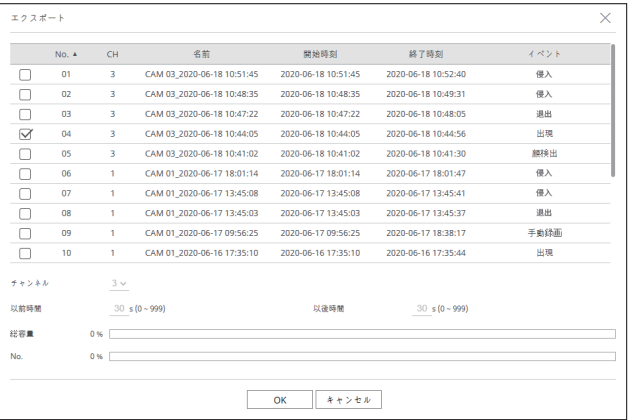 エクスポート
No. ▲ CH 名前 開始時刻 終了時刻 イベント
01 3 CAM 03_2020-06-18 10:51:45 2020-06-18 10:51:45 2020-06-18 10:52:40 侵入
02 3 CAM 03_2020-06-18 10:48:35 2020-06-18 10:48:35 2020-06-18 10:49:31 侵入
03 3 CAM 03_2020-06-18 10:47:22 2020-06-18 10:47:22 2020-06-18 10:48:05 退出
04 3 CAM 03_2020-06-18 10:44:05 2020-06-18 10:44:05 2020-06-18 10:44:56 出現
05 3 CAM 03_2020-06-18 10:41:02 2020-06-18 10:41:02 2020-06-18 10:41:30 顔検出
06 1 CAM 01_2020-06-17 18:01:14 2020-06-17 18:01:14 2020-06-17 18:01:47 侵入
07 1 CAM 01_2020-06-17 13:45:08 2020-06-17 13:45:08 2020-06-17 13:45:41 侵入
08 1 CAM 01_2020-06-17 13:45:03 2020-06-17 13:45:03 2020-06-17 13:45:37 退出
09 1 CAM 01_2020-06-17 09:56:25 2020-06-17 09:56:25 2020-06-17 18:38:17 手動録画
10 1 CAM 01_2020-06-16 17:35:10 2020-06-16 17:35:10 2020-06-16 17:35:44 出現
チャンネル 3
以前時間 30 s (0 ~ 999) 以後時間 30 s (0 ~ 999)
総容量 0 %
No. 0 %
OK キャンセル